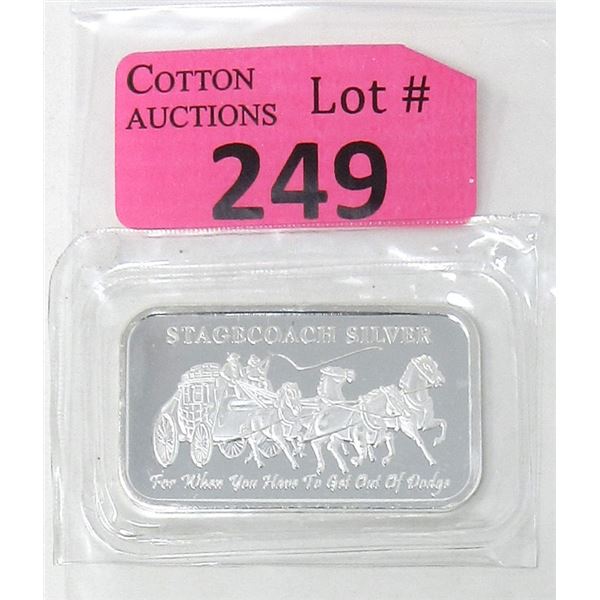 COTTON
AUCTIONS
Lot #
249
STAGECOACH SILVER
For When You Have To Get Out Of Dodge